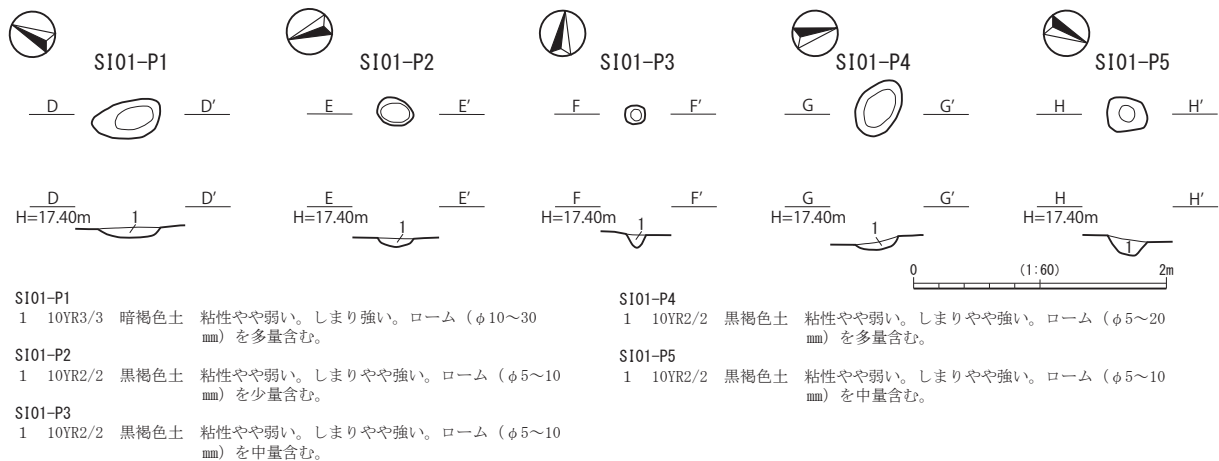 SI01-P1
SI01-P2
SI01-P3
SI01-P4
SI01-P5
D D′
E E′
F F′
G G′
H H′
D D′
E E′
F F′
G G′
H H′
H=17.40m 1
H=17.40m 1
H=17.40m 1
H=17.40m 1
H=17.40m 1
0 (1:60) 2m
SI01-P1
1 10YR3/3 暗褐色土 粘性やや弱い。しまり強い。ローム（φ10～30
㎜）を多量含む。
SI01-P2
1 10YR2/2 黒褐色土 粘性やや弱い。しまりやや強い。ローム（φ5～10
㎜）を少量含む。
SI01-P3
1 10YR2/2 黒褐色土 粘性やや弱い。しまりやや強い。ローム（φ5～10
㎜）を中量含む。
SI01-P4
1 10YR2/2 黒褐色土 粘性やや弱い。しまりやや強い。ローム（φ5～20
㎜）を多量含む。
SI01-P5
1 10YR2/2 黒褐色土 粘性やや弱い。しまりやや強い。ローム（φ5～10
㎜）を中量含む。